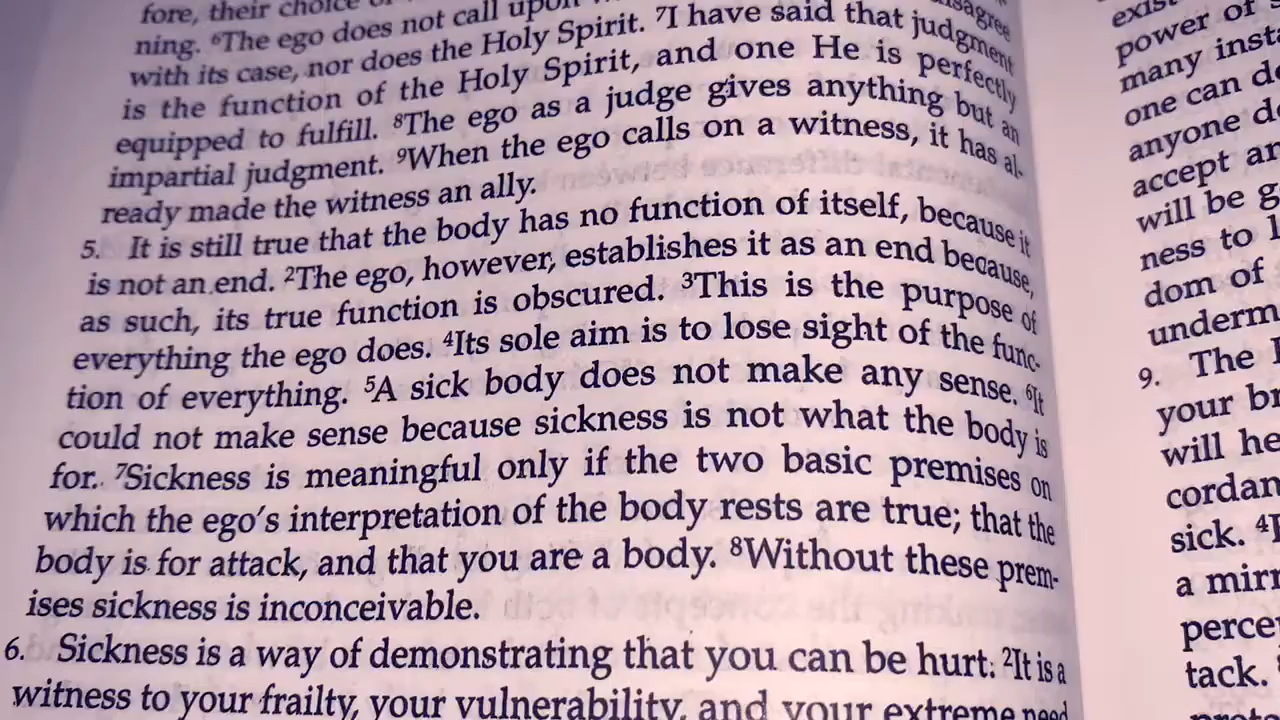 fore, their choice
ning. ⁶The ego does not call upon
with its case, nor does the Holy Spirit. ⁷I have said that judgment
is the function of the Holy Spirit, and one He is perfectly
equipped to fulfill. ⁸The ego as a judge gives anything but an
impartial judgment. ⁹When the ego calls on a witness, it has al-
ready made the witness an ally.
5. It is still true that the body has no function of itself, because it
is not an end. ²The ego, however, establishes it as an end because,
as such, its true function is obscured. ³This is the purpose of
everything the ego does. ⁴Its sole aim is to lose sight of the func-
tion of everything. ⁵A sick body does not make any sense. ⁶It
could not make sense because sickness is not what the body is
for. ⁷Sickness is meaningful only if the two basic premises on
which the ego's interpretation of the body rests are true; that the
body is for attack, and that you are a body. ⁸Without these prem-
ises sickness is inconceivable.
6. Sickness is a way of demonstrating that you can be hurt. ²It is a
witness to your frailty, your vulnerability, and your extreme need
power of
many
one can
anyone
accept
will be
ness to
dom of
9. The
your
will
sick. ⁴
a
tack.